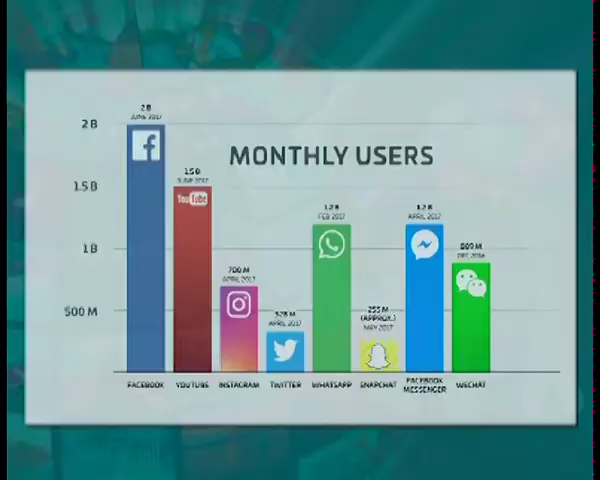 MONTHLY USERS
2 B
1.5 B
1 B
500 M
2 B
JUNE 2017
1.5 B
JUNE 2017
700 M
APRIL 2017
328 M
APRIL 2017
1.2 B
FEB 2017
255 M
(APPROX.)
MAY 2017
1.2 B
APRIL 2017
889 M
DEC 2016
YouTube
FACEBOOK
YOUTUBE
INSTAGRAM
TWITTER
WHATSAPP
SNAPCHAT
FACEBOOK
MESSENGER
WECHAT